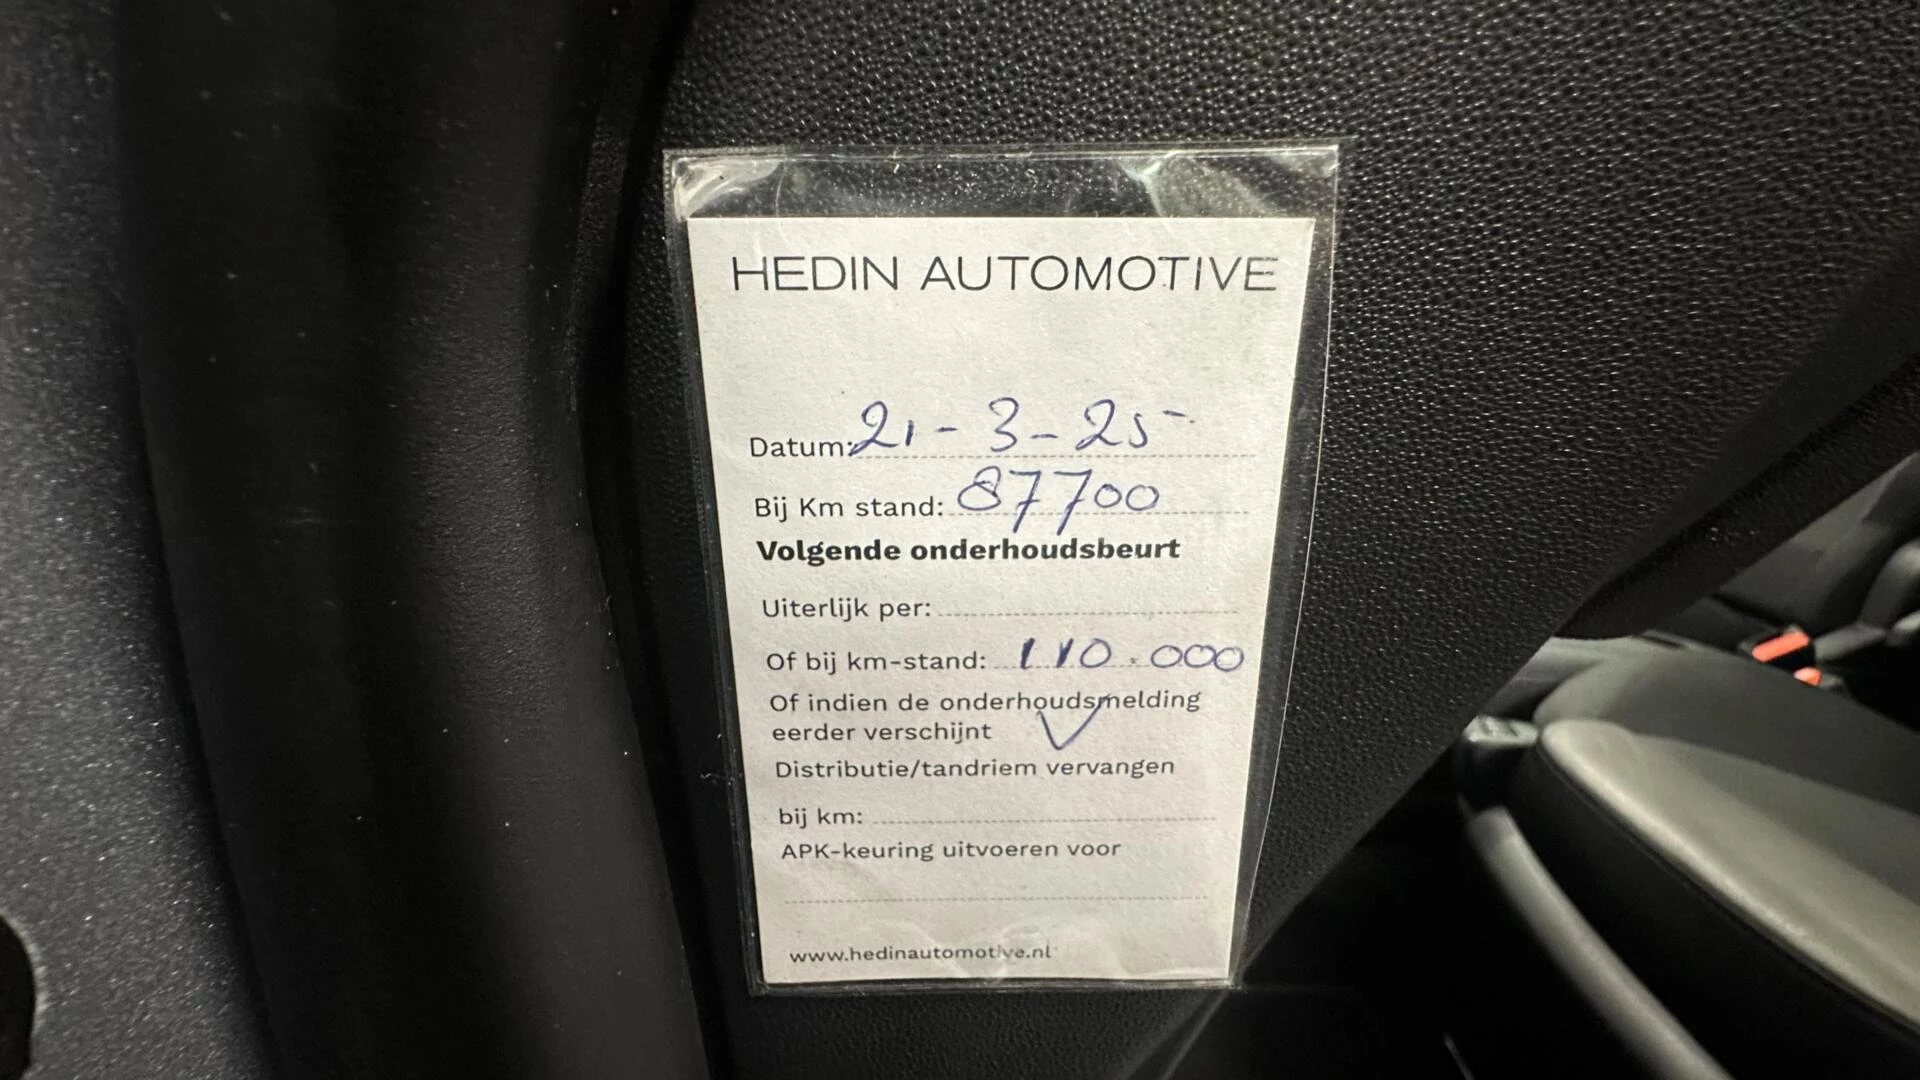 HEDIN AUTOMOTIVE
Datum: 21-3-25
Bij Km stand: 87700
Volgende onderhoudsbeurt
Uiterlijk per:
Of bij km-stand: 110.000
Of indien de onderhoudsmelding
eerder verschijnt
Distributie/tandriem vervangen
bij km:
APK-keuring uitvoeren voor
www.hedinautomotive.nl